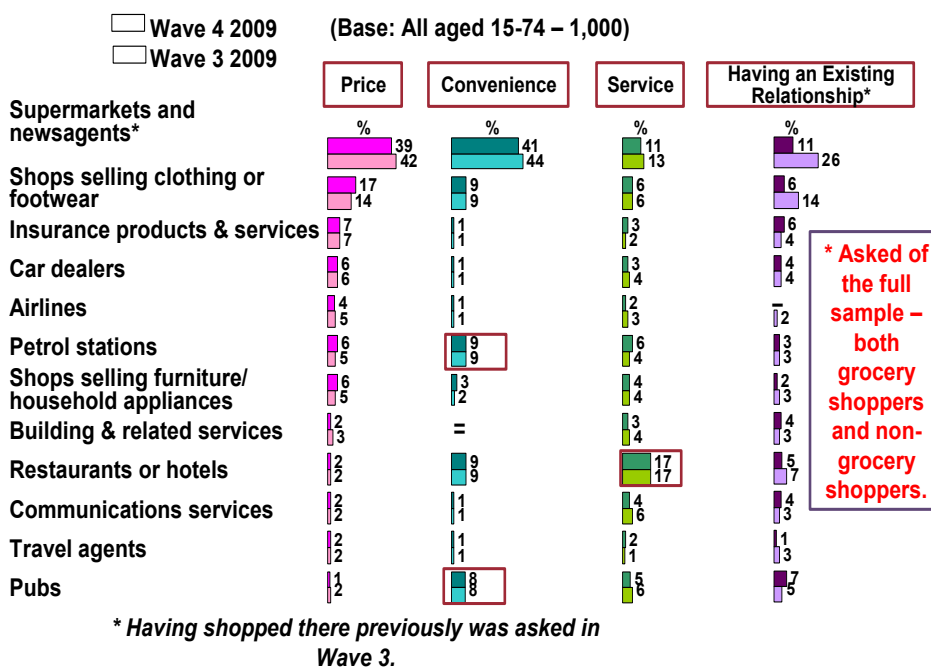 Wave 4 2009
(Base: All aged 15-74 – 1,000)
Wave 3 2009
Price
Convenience
Service
Having an Existing
Relationship*
Supermarkets and
newsagents*
% % % %
39 41 11 11
42 44 13 26
Shops selling clothing or
footwear
17 9 6 6
14 9 6 14
Insurance products & services
7 1 3 6
7 1 2 4
Car dealers
6 1 3 4
6 1 4 4
Airlines
4 1 2 –
5 1 3 2
Petrol stations
6 9 6 3
5 9 4 3
Shops selling furniture/
household appliances
6 3 4 2
5 2 4 3
Building & related services
2 – 3 4
3 – 4 3
Restaurants or hotels
2 9 17 5
2 9 17 7
Communications services
2 1 4 4
2 1 6 3
Travel agents
2 1 2 1
2 1 1 3
Pubs
1 8 5 7
2 8 6 5
* Asked of
the full
sample –
both
grocery
shoppers
and non-
grocery
shoppers.
* Having shopped there previously was asked in
Wave 3.